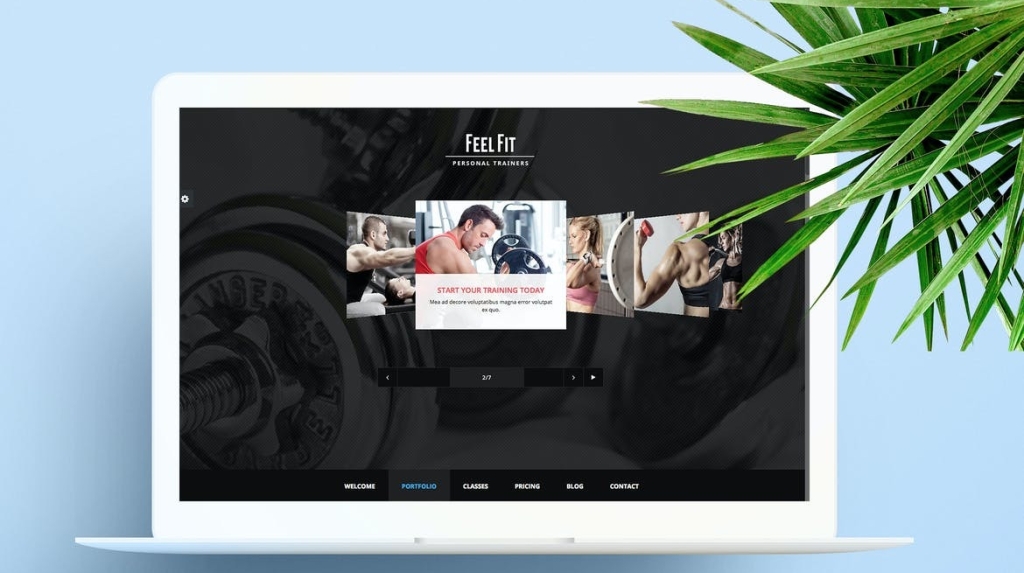 FEEL FIT
PERSONAL TRAINERS
START YOUR TRAINING TODAY
Mea ad decore voluptatibus magna error volutpat
ex quo.
2/7
WELCOME PORTFOLIO CLASSES PRICING BLOG CONTACT